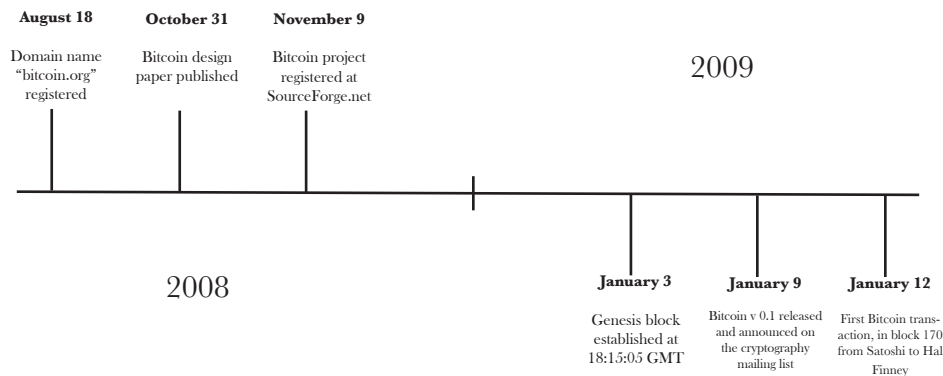 August 18
Domain name
“bitcoin.org”
registered
October 31
Bitcoin design
paper published
November 9
Bitcoin project
registered at
SourceForge.net
2009
2008
January 3
Genesis block
established at
18:15:05 GMT
January 9
Bitcoin v 0.1 released
and announced on
the cryptography
mailing list
January 12
First Bitcoin trans-
action, in block 170
from Satoshi to Hal
Finney